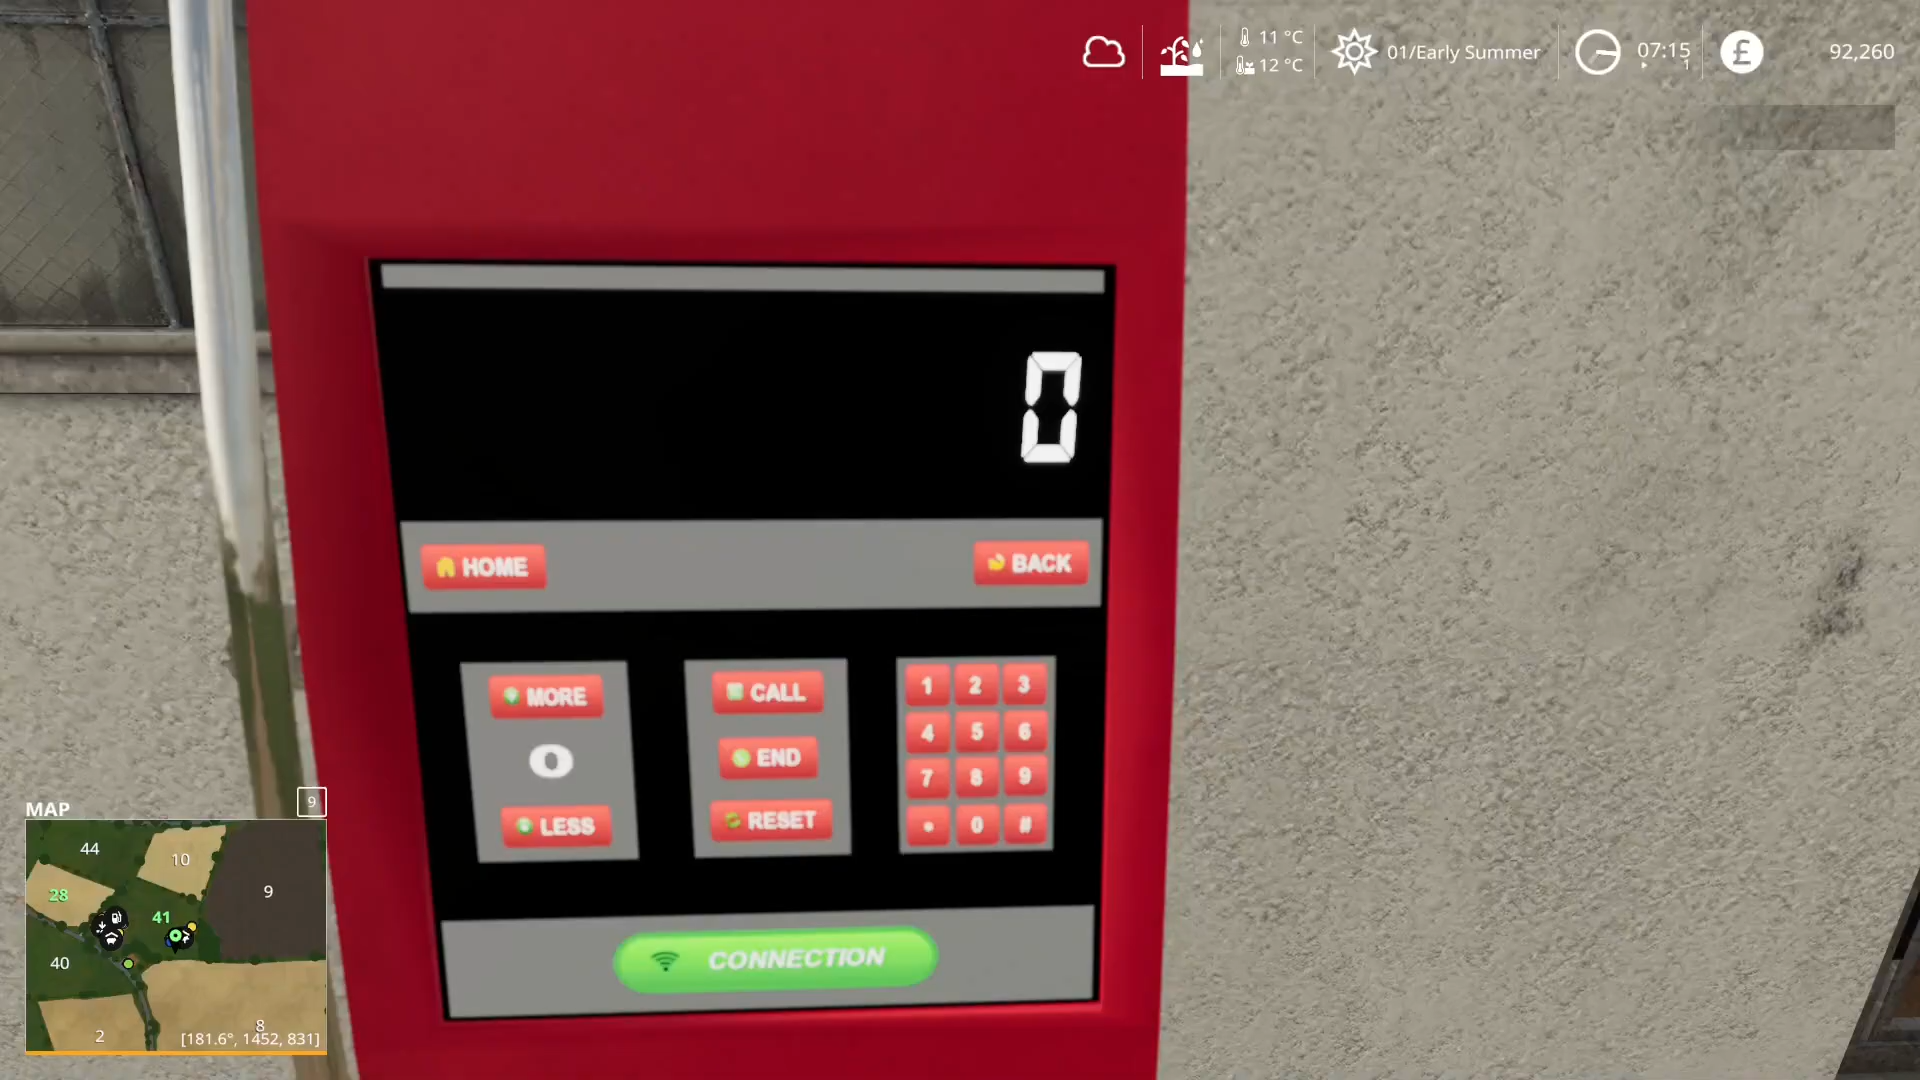 11 °C
12 °C
01/Early Summer
07:15
1
£
92,260
0
HOME
BACK
MORE
0
LESS
CALL
END
RESET
1 2 3
4 5 6
7 8 9
0 #
CONNECTION
MAP
9
44
10
9
28
41
40
8
2
[181.6°, 1452, 831]